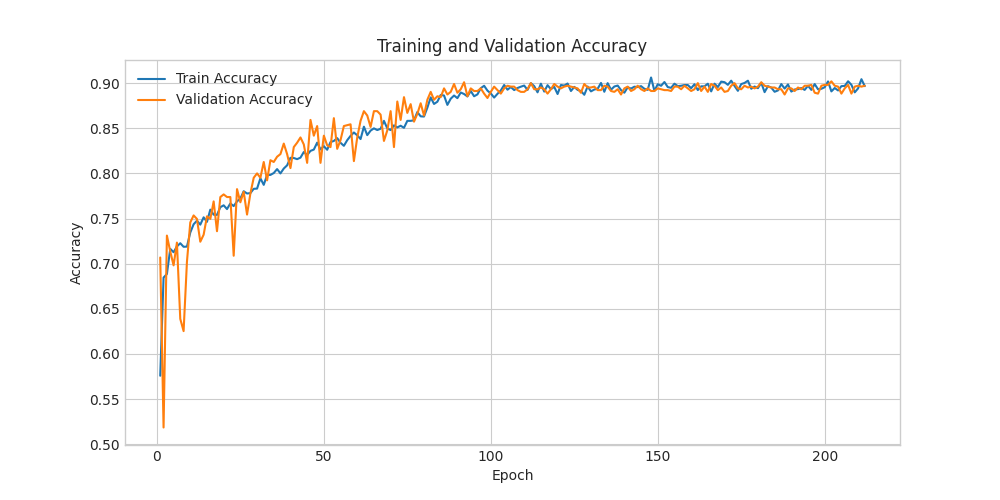 Training and Validation Accuracy
Train Accuracy
Validation Accuracy
0.90
0.85
0.80
0.75
0.70
0.65
0.60
0.55
0.50
Accuracy
0
50
100
150
200
Epoch